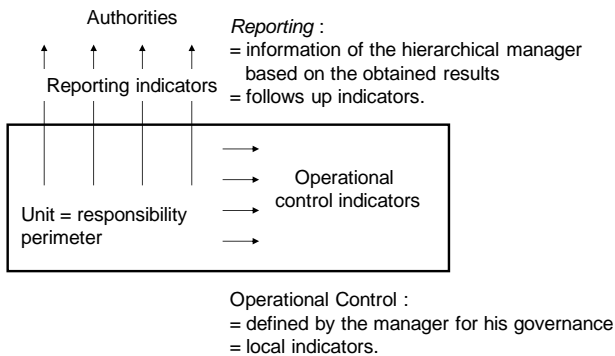 Authorities
Reporting :
= information of the hierarchical manager
based on the obtained results
= follows up indicators.
Reporting indicators
Unit = responsibility
perimeter
Operational
control indicators
Operational Control :
= defined by the manager for his governance
= local indicators.